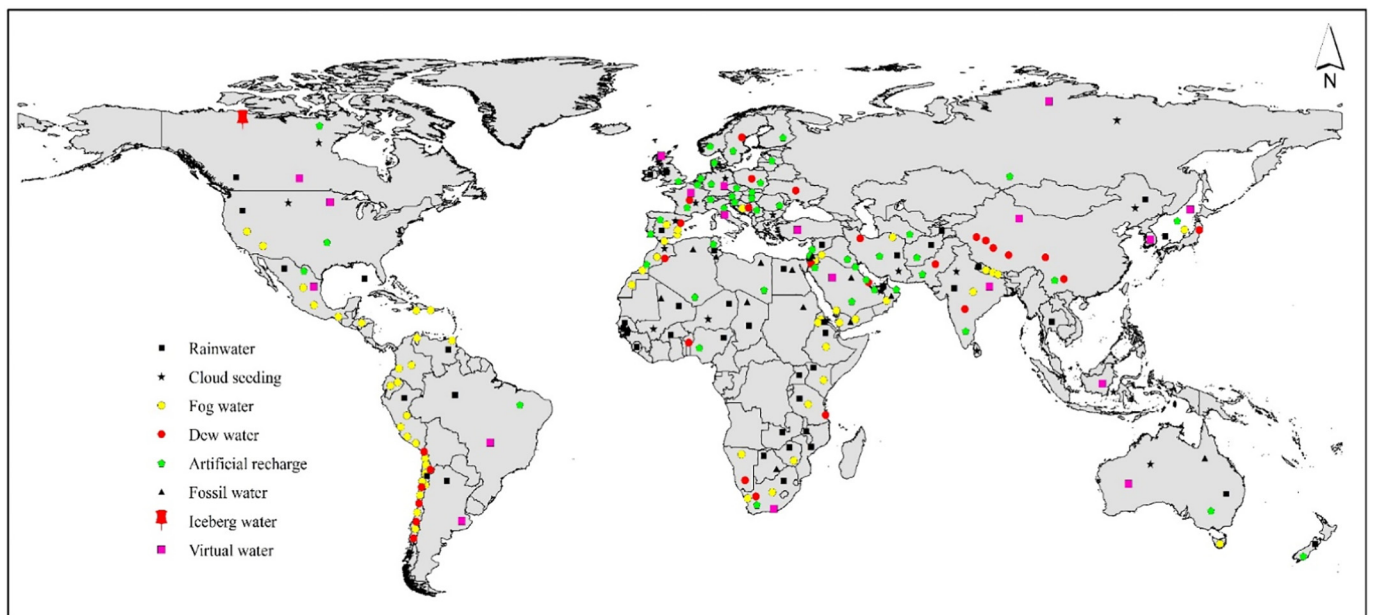 N
Rainwater
Cloud seeding
Fog water
Dew water
Artificial recharge
Fossil water
Iceberg water
Virtual water